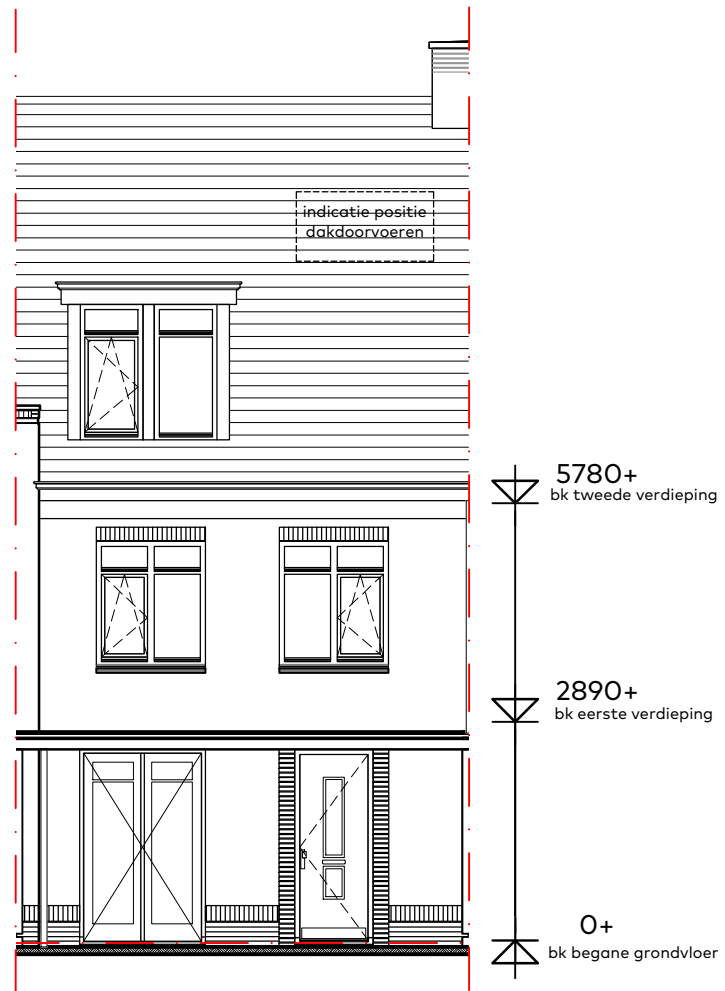 indicatie positie
dakdoorvoeren
5780+
bk tweede verdieping
2890+
bk eerste verdieping
0+
bk begane grondvloer